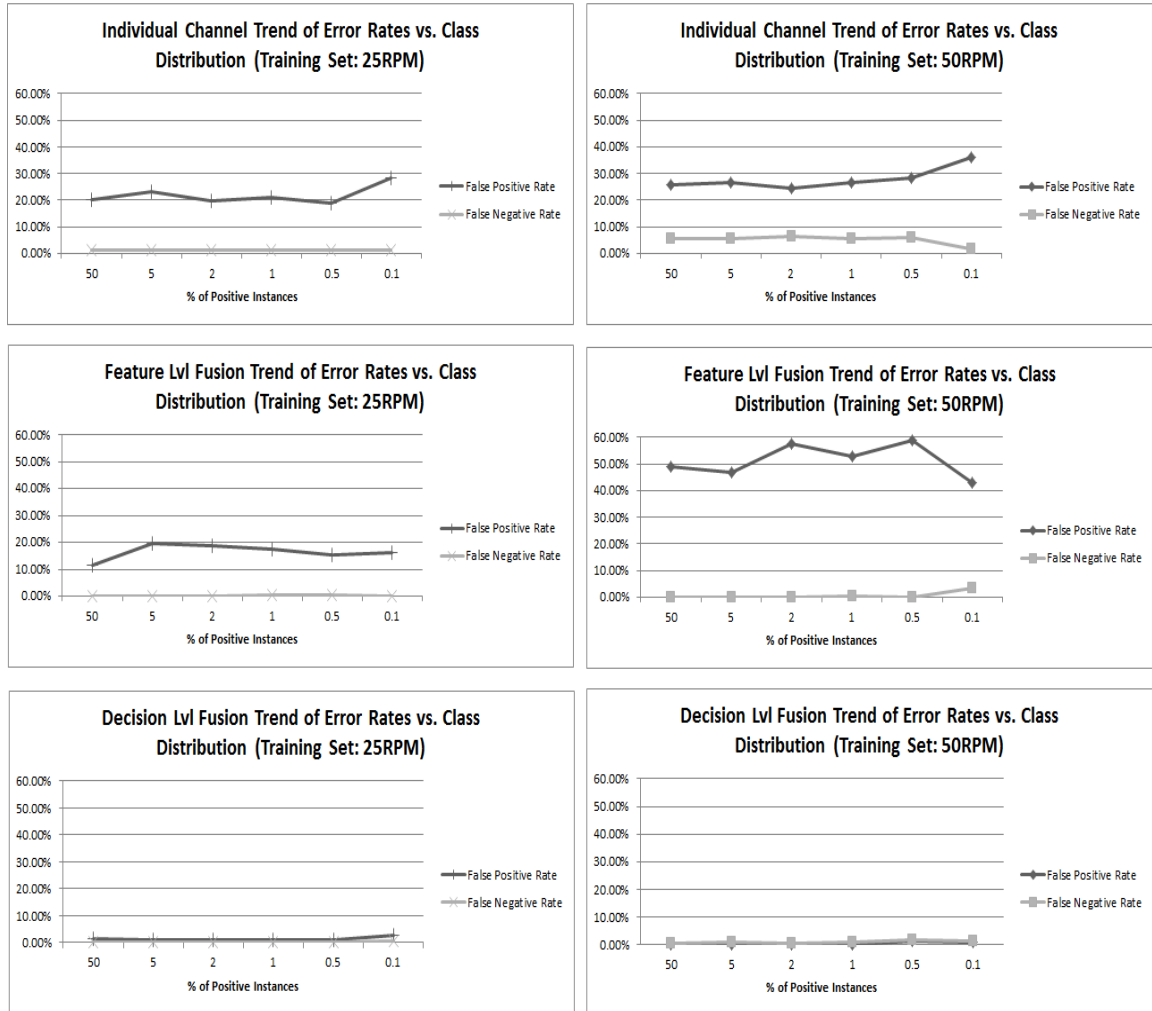 Individual Channel Trend of Error Rates vs. Class
Distribution (Training Set: 25RPM)
60.00%
50.00%
40.00%
30.00%
20.00%
10.00%
0.00%
50 5 2 1 0.5 0.1
% of Positive Instances
False Positive Rate
False Negative Rate
Individual Channel Trend of Error Rates vs. Class
Distribution (Training Set: 50RPM)
60.00%
50.00%
40.00%
30.00%
20.00%
10.00%
0.00%
50 5 2 1 0.5 0.1
% of Positive Instances
False Positive Rate
False Negative Rate
Feature Lvl Fusion Trend of Error Rates vs. Class
Distribution (Training Set: 25RPM)
60.00%
50.00%
40.00%
30.00%
20.00%
10.00%
0.00%
50 5 2 1 0.5 0.1
% of Positive Instances
False Positive Rate
False Negative Rate
Feature Lvl Fusion Trend of Error Rates vs. Class
Distribution (Training Set: 50RPM)
60.00%
50.00%
40.00%
30.00%
20.00%
10.00%
0.00%
50 5 2 1 0.5 0.1
% of Positive Instances
False Positive Rate
False Negative Rate
Decision Lvl Fusion Trend of Error Rates vs. Class
Distribution (Training Set: 25RPM)
60.00%
50.00%
40.00%
30.00%
20.00%
10.00%
0.00%
50 5 2 1 0.5 0.1
% of Positive Instances
False Positive Rate
False Negative Rate
Decision Lvl Fusion Trend of Error Rates vs. Class
Distribution (Training Set: 50RPM)
60.00%
50.00%
40.00%
30.00%
20.00%
10.00%
0.00%
50 5 2 1 0.5 0.1
% of Positive Instances
False Positive Rate
False Negative Rate